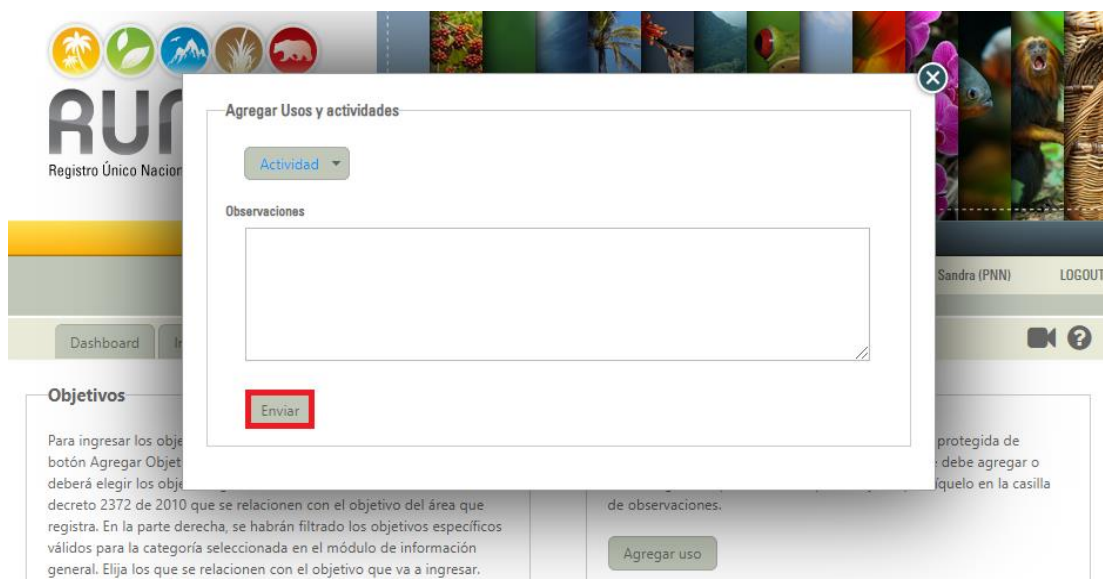 RUN
Registro Único Nacion
Agregar Usos y actividades
Actividad
Observaciones
Enviar
Sandra (PNN) LOGOUT
Dashboard
Objetivos
Para ingresar los obje
botón Agregar Objet
deberá elegir los obje
decreto 2372 de 2010 que se relacionen con el objetivo del área que
registra. En la parte derecha, se habrán filtrado los objetivos específicos
válidos para la categoría seleccionada en el módulo de información
general. Elija los que se relacionen con el objetivo que va a ingresar.
protegida de
debe agregar o
íquelo en la casilla
de observaciones.
Agregar uso